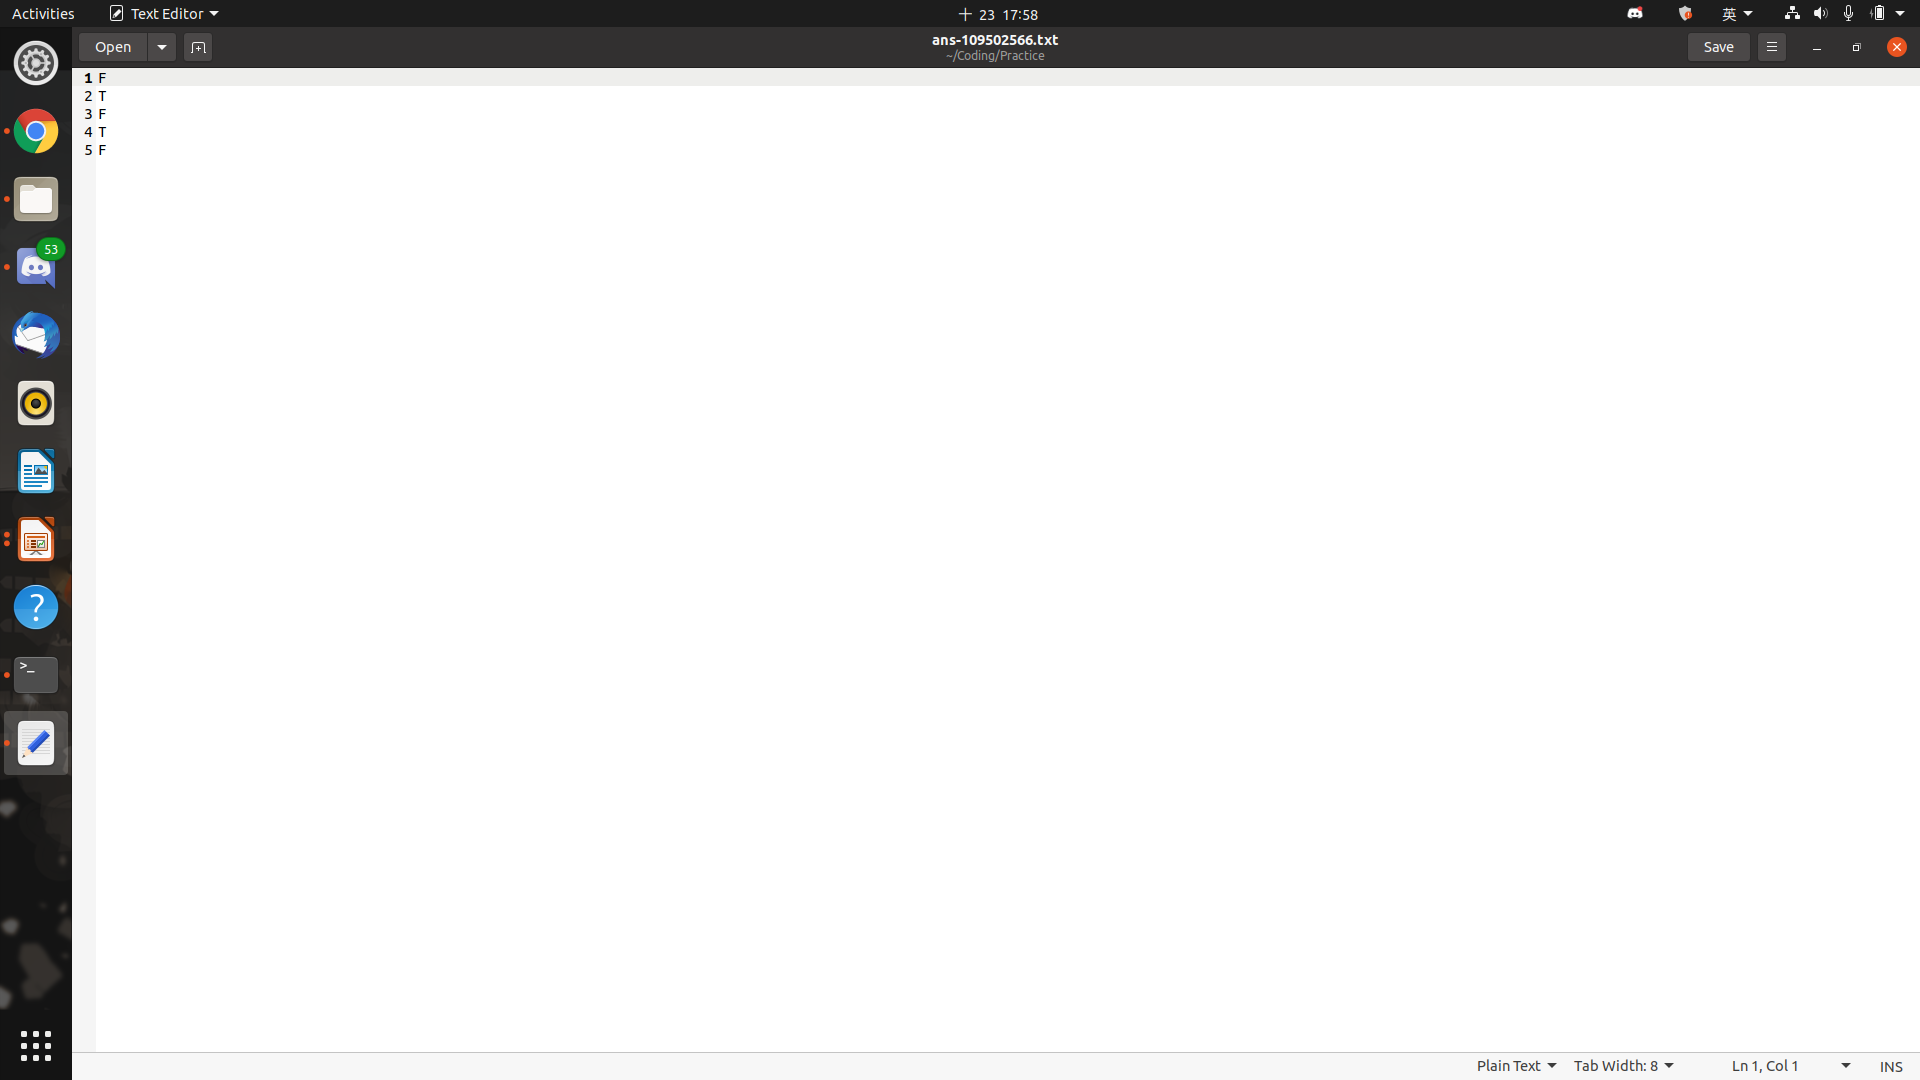 Activities
Text Editor
十 23 17:58
英
Open
ans-109502566.txt
~/Coding/Practice
Save
1 F
2 T
3 F
4 T
5 F
53
?
>_
Plain Text
Tab Width: 8
Ln 1, Col 1
INS